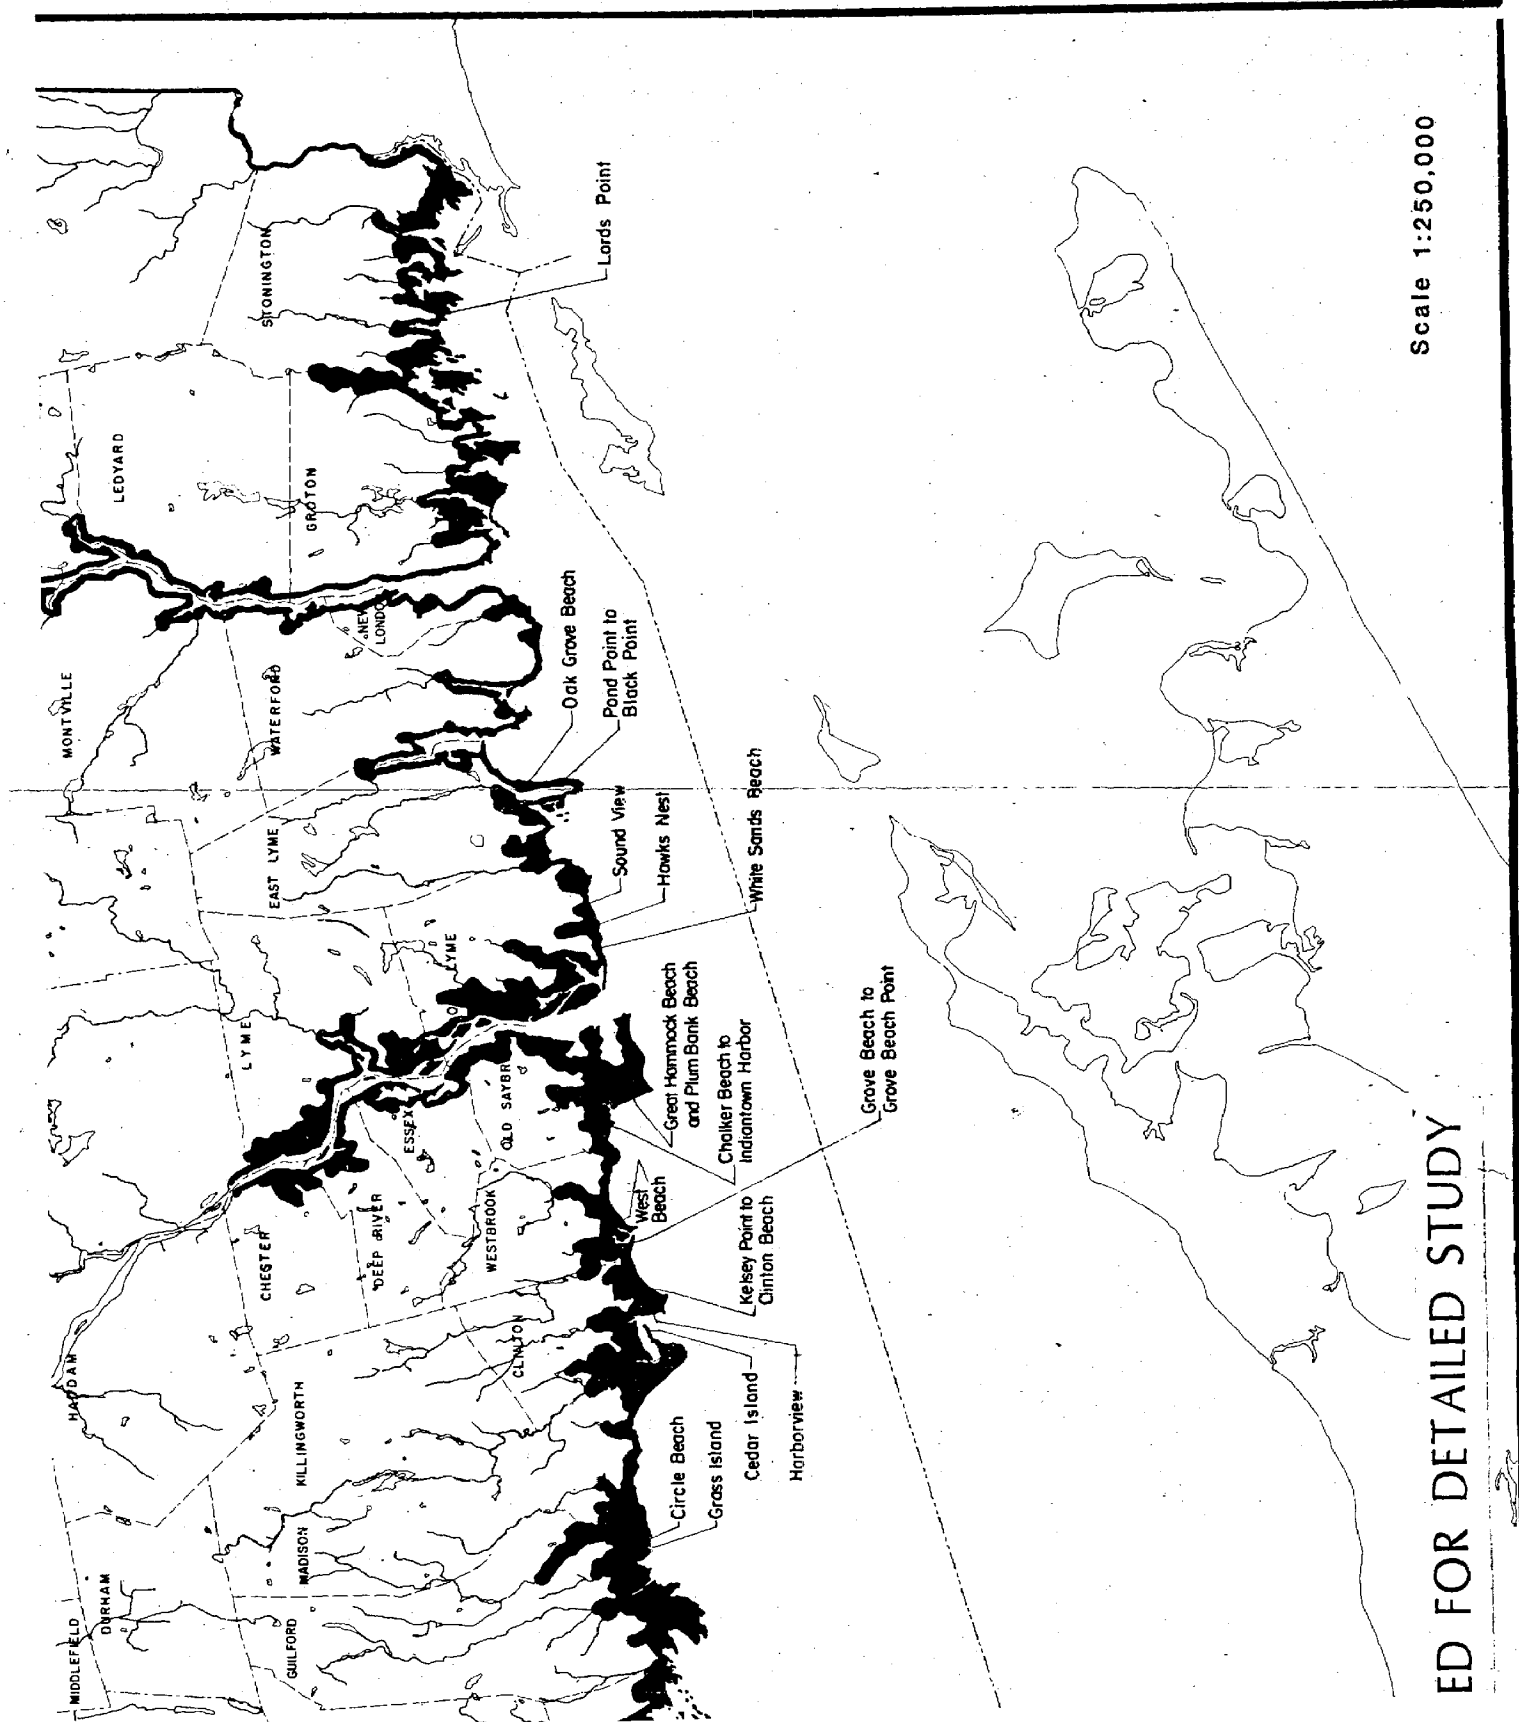 MIDDLEFIELD
DURHAM
HADDAM
MONTVILLE
LEDYARD
GUILFORD
MADISON
KILLINGWORTH
CHESTER
LYME
EAST LYME
WATERFORD
GROTON
STONINGTON
DEEP RIVER
ESSEX
NEW
LONDON
CLINTON
WESTBROOK
OLD SAYBR
O
LYME
Oak Grove Beach
Pond Point to
Black Point
Lords Point
Sound View
Hawks Nest
White Sands Beach
Great Hammock Beach
and Plum Bank Beach
Chalker Beach to
Indiantown Harbor
West
Beach
Grove Beach to
Grove Beach Point
Kelsey Point to
Clinton Beach
Circle Beach
Grass Island
Cedar Island
Harborview
Scale 1:250,000
ED FOR DETAILED STUDY